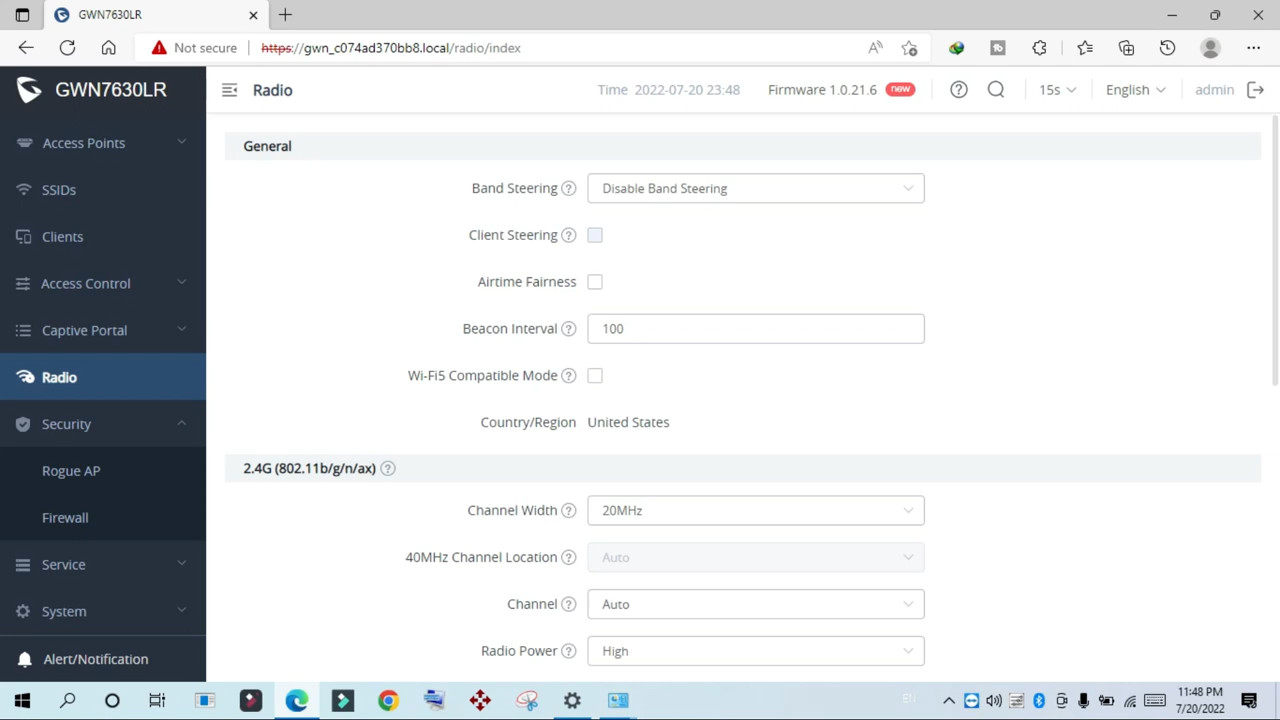 GWN7630LR
Not secure
https://gwn_c074ad370bb8.local/radio/index
GWN7630LR
Radio
Time 2022-07-20 23:48
Firmware 1.0.21.6 new
15s
English
admin
Access Points
SSIDs
Clients
Access Control
Captive Portal
Radio
Security
Rogue AP
Firewall
Service
System
Alert/Notification
General
Band Steering ? Disable Band Steering
Client Steering ?
Airtime Fairness
Beacon Interval ? 100
Wi-Fi5 Compatible Mode ?
Country/Region United States
2.4G (802.11b/g/n/ax) ?
Channel Width ? 20MHz
40MHz Channel Location ? Auto
Channel ? Auto
Radio Power ? High
11:48 PM
7/20/2022